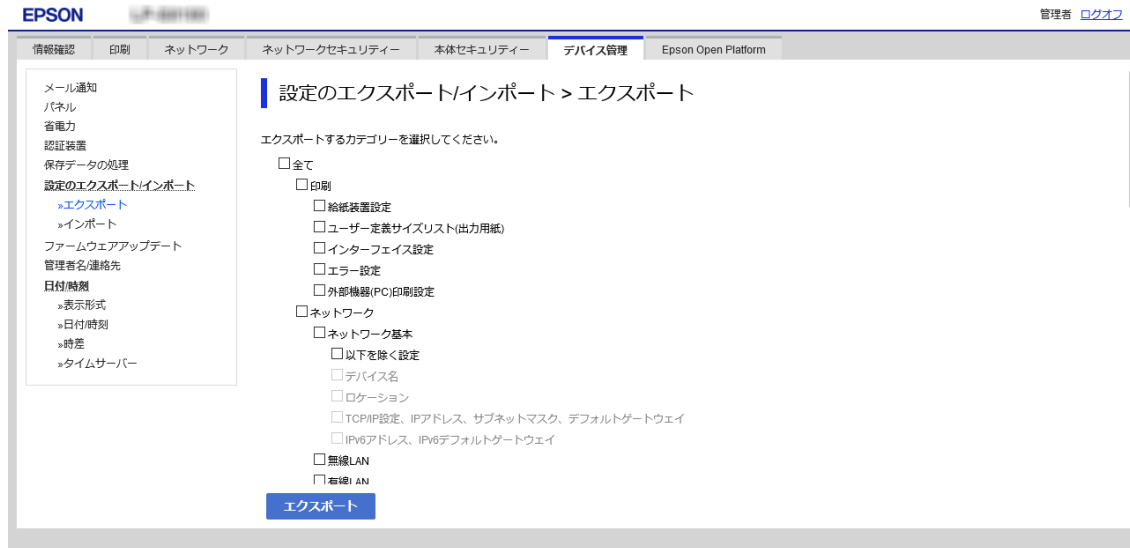 EPSON
管理者 ログオフ
情報確認 印刷 ネットワーク ネットワークセキュリティー 本体セキュリティー デバイス管理 Epson Open Platform
メール通知
パネル
省電力
認証装置
保存データの処理
設定のエクスポート/インポート
»エクスポート
»インポート
ファームウェアアップデート
管理者名/連絡先
日付/時刻
»表示形式
»日付/時刻
»時差
»タイムサーバー
設定のエクスポート/インポート > エクスポート
エクスポートするカテゴリーを選択してください。
全て
印刷
給紙装置設定
ユーザー定義サイズリスト(出力用紙)
インターフェイス設定
エラー設定
外部機器(PC)印刷設定
ネットワーク
ネットワーク基本
以下を除く設定
デバイス名
ロケーション
TCP/IP設定、IPアドレス、サブネットマスク、デフォルトゲートウェイ
IPv6アドレス、IPv6デフォルトゲートウェイ
無線LAN
有線LAN
エクスポート